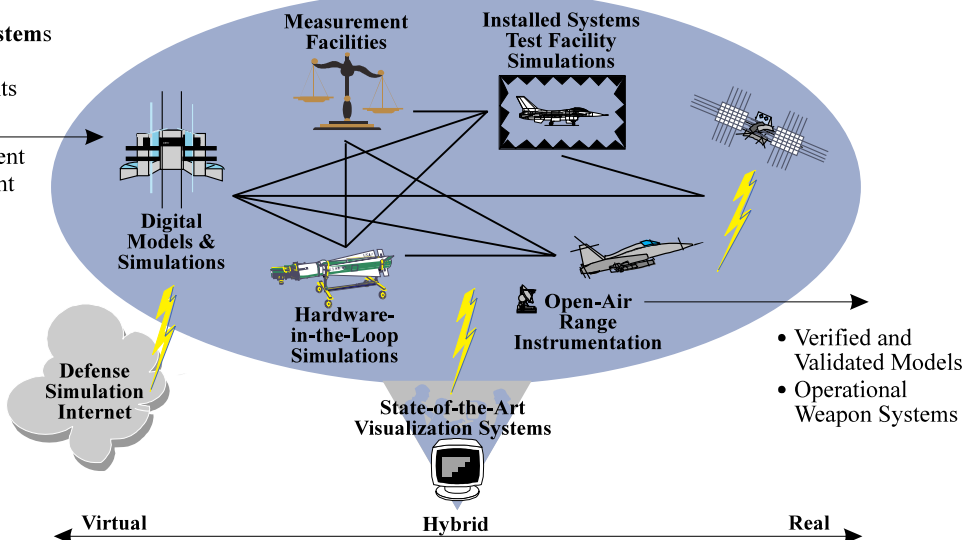 stems
ts
ent
nt
Measurement
Facilities
Installed Systems
Test Facility
Simulations
Digital
Models &
Simulations
Hardware-
in-the-Loop
Simulations
Open-Air
Range
Instrumentation
Defense
Simulation
Internet
State-of-the-Art
Visualization Systems
• Verified and
Validated Models
• Operational
Weapon Systems
Virtual
Hybrid
Real